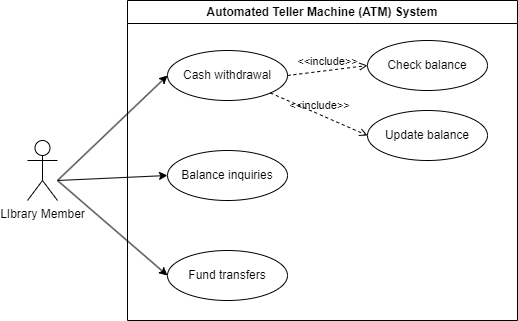 Automated Teller Machine (ATM) System
Cash withdrawal
<<include>>
Check balance
<<include>>
Update balance
Balance inquiries
LIbrary Member
Fund transfers